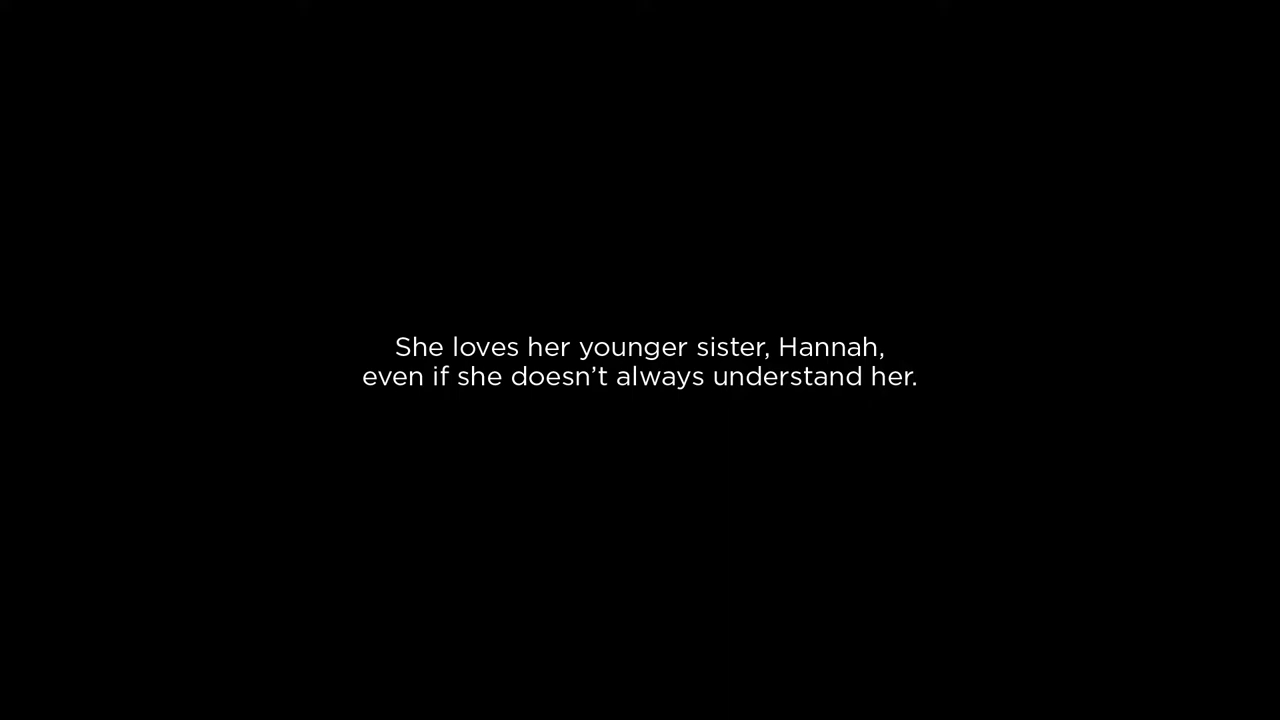 She loves her younger sister, Hannah,
even if she doesn’t always understand her.